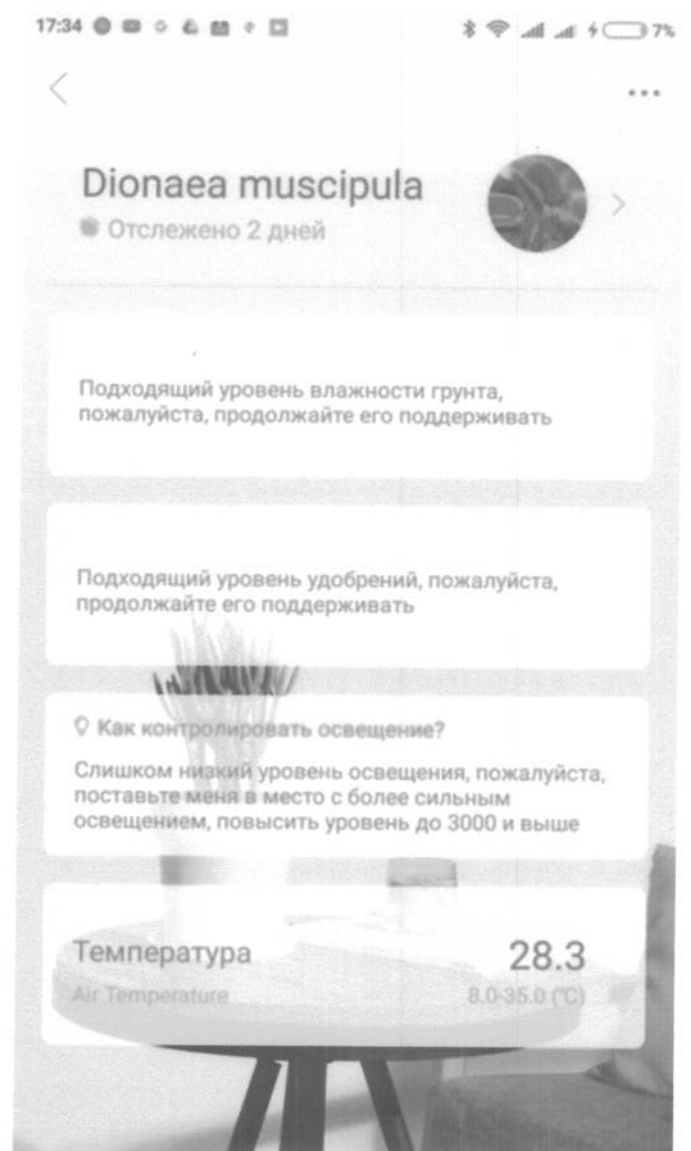 17:34
7%
Dionaea muscipula
Отслежено 2 дней
Подходящий уровень влажности грунта,
пожалуйста, продолжайте его поддерживать
Подходящий уровень удобрений, пожалуйста,
продолжайте его поддерживать
Как контролировать освещение?
Слишком низкий уровень освещения, пожалуйста,
поставьте меня в место с более сильным
освещением, повысить уровень до 3000 и выше
Температура 28.3
Air Temperature 8.0-35.0 (°C)